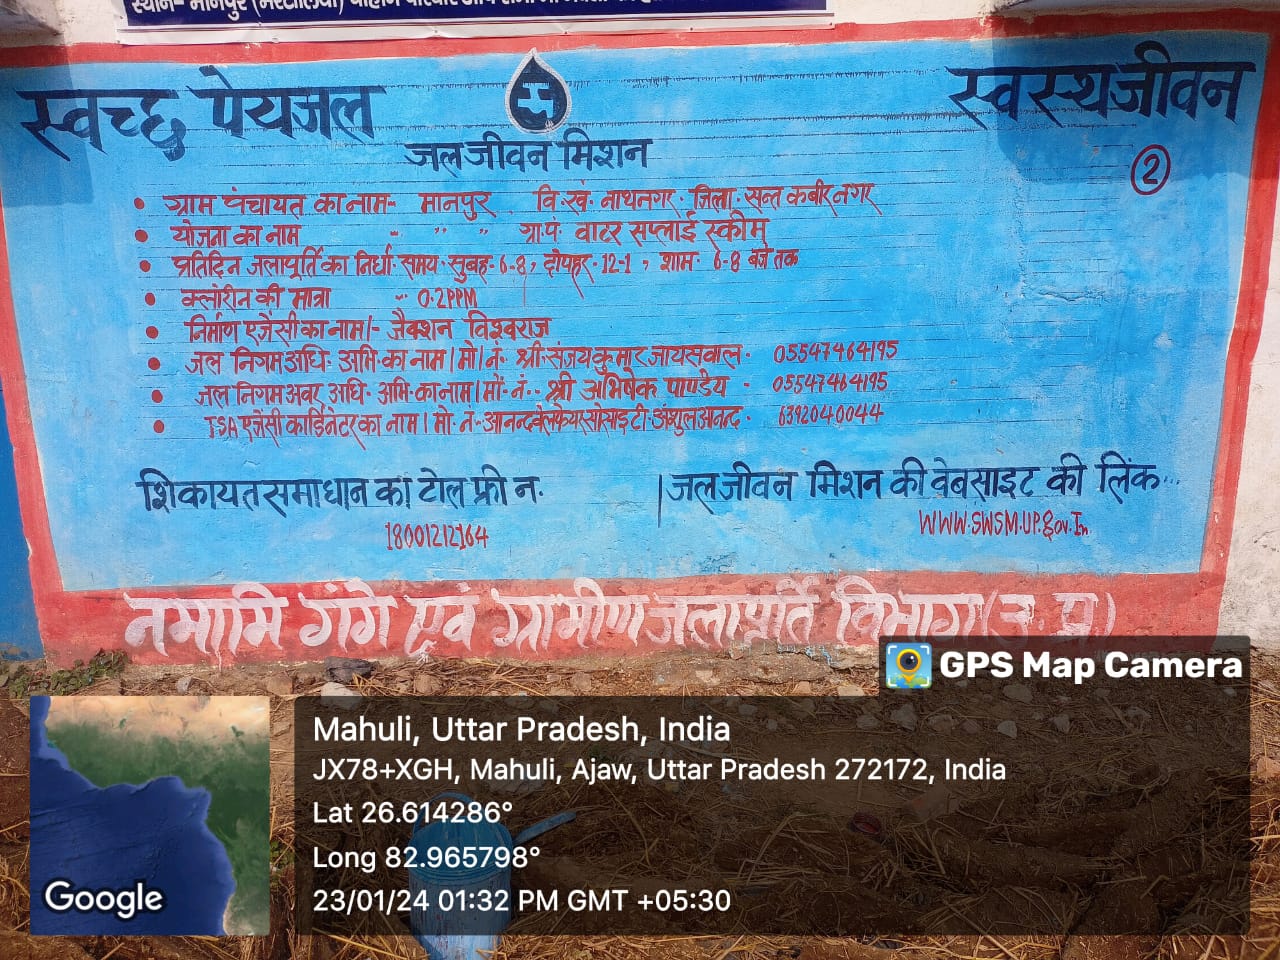 स्थान- मानपुर
स्वच्छ पेयजल
स्वस्थ जीवन
जल जीवन मिशन
2
• ग्राम पंचायत का नाम- मानपुर वि.खं. नाथनगर. जिला. सन्त कबीर नगर
• योजना का नाम - " " ग्रा.पं. वाटर सप्लाई स्कीम
• प्रतिदिन जलापूर्ति का निर्धा. समय. सुबह- 6-8, दोपहर- 12-1, शाम- 6-8 बजे तक
• क्लोरीन की मात्रा - 0.2PPM
• निर्माण एजेंसी का नाम/- जैक्शन विश्वराज
• जल निगम अधि. अभि. का नाम/मो/नं. श्री संजय कुमार जायसवाल - 05547464195
• जल निगम अवर अधि. अभि. का नाम/मो. नं.- श्री अभिषेक पाण्डेय - 05547464195
• ISA एजेंसी कार्डिनेटर का नाम/मो. नं.- आनन्द वेलफेयर सोसाइटी- अंशुल आनन्द - 6392040044
शिकायत समाधान का टोल फ्री न.
18001212164
जल जीवन मिशन की वेबसाइट की लिंक...
WWW.SWSM.UP.Gov.In
नमामि गंगे एवं ग्रामीण जलापूर्ति विभाग (उ. प्र.)
GPS Map Camera
Mahuli, Uttar Pradesh, India
JX78+XGH, Mahuli, Ajaw, Uttar Pradesh 272172, India
Lat 26.614286°
Long 82.965798°
23/01/24 01:32 PM GMT +05:30
Google